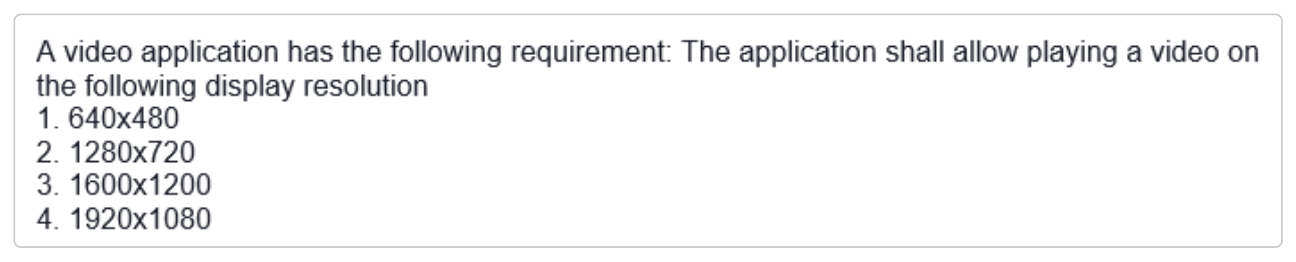 A video application has the following requirement: The application shall allow playing a video on
the following display resolution
1. 640x480
2. 1280x720
3. 1600x1200
4. 1920x1080